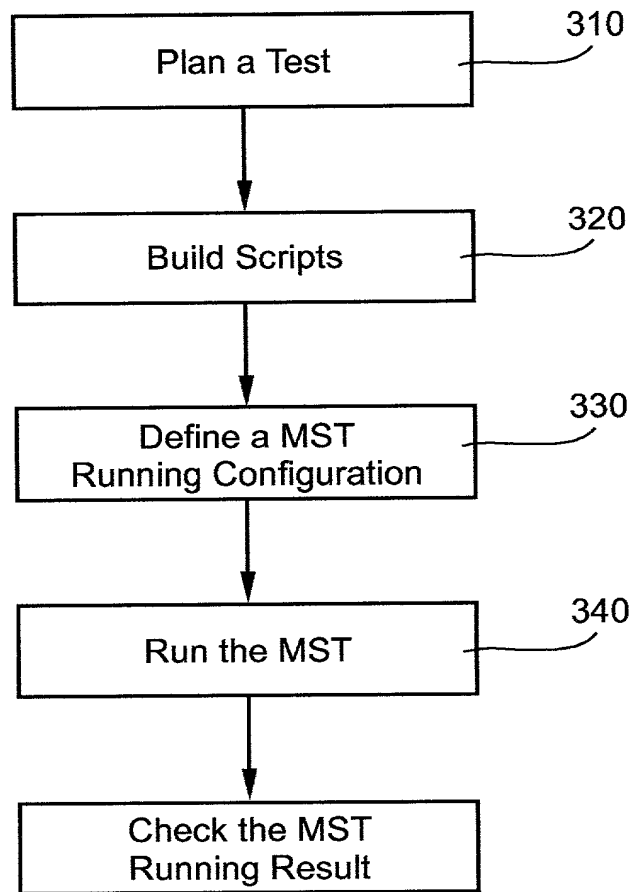 310
Plan a Test
320
Build Scripts
330
Define a MST
Running Configuration
340
Run the MST
Check the MST
Running Result